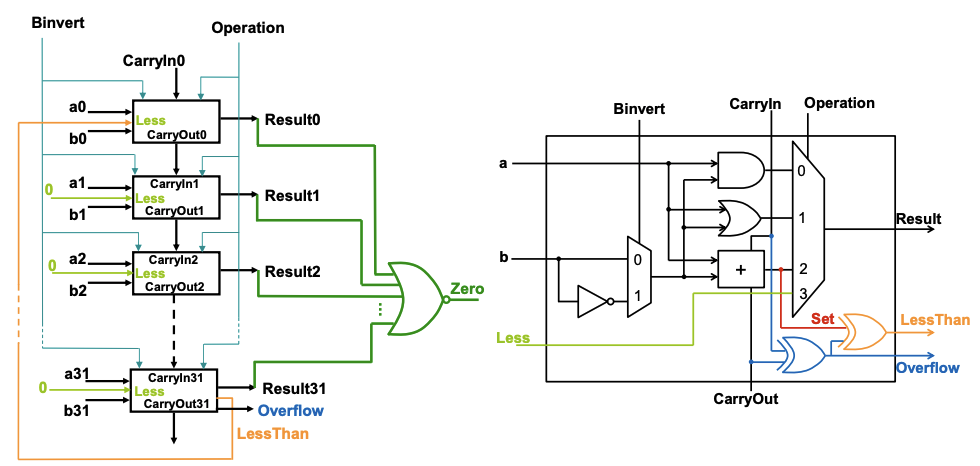 Binvert
Operation
CarryIn0
a0
b0
Less
CarryOut0
Result0
0
a1
b1
CarryIn1
Less
CarryOut1
Result1
0
a2
b2
CarryIn2
Less
CarryOut2
Result2
Zero
0
a31
b31
CarryIn31
Less
CarryOut31
Result31
Overflow
LessThan
Binvert
CarryIn
Operation
a
0
1
Result
b
0
1
+
2
3
Less
Set
LessThan
Overflow
CarryOut